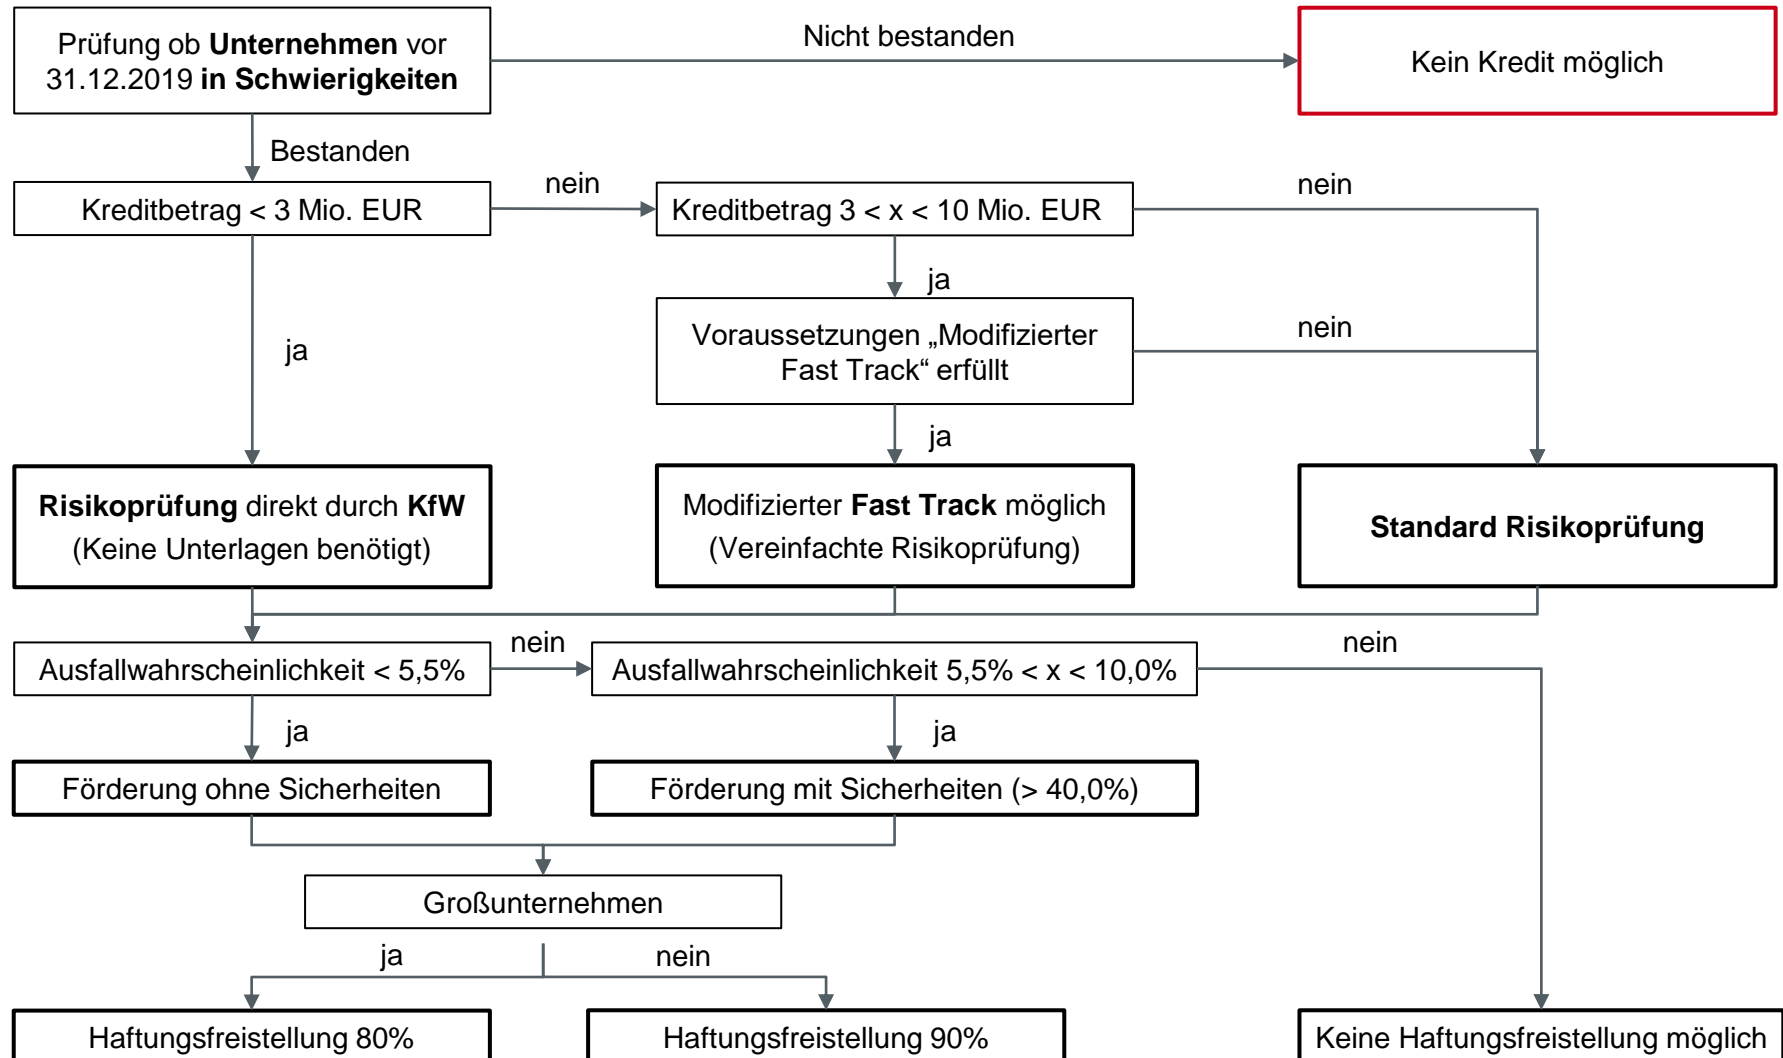 Prüfung ob Unternehmen vor
31.12.2019 in Schwierigkeiten
Nicht bestanden
Kein Kredit möglich
Bestanden
Kreditbetrag < 3 Mio. EUR
nein
Kreditbetrag 3 < x < 10 Mio. EUR
nein
ja
ja
Voraussetzungen „Modifizierter
Fast Track“ erfüllt
nein
ja
Risikoprüfung direkt durch KfW
(Keine Unterlagen benötigt)
Modifizierter Fast Track möglich
(Vereinfachte Risikoprüfung)
Standard Risikoprüfung
Ausfallwahrscheinlichkeit < 5,5%
nein
Ausfallwahrscheinlichkeit 5,5% < x < 10,0%
nein
ja
ja
Förderung ohne Sicherheiten
Förderung mit Sicherheiten (> 40,0%)
Großunternehmen
ja
nein
Haftungsfreistellung 80%
Haftungsfreistellung 90%
Keine Haftungsfreistellung möglich